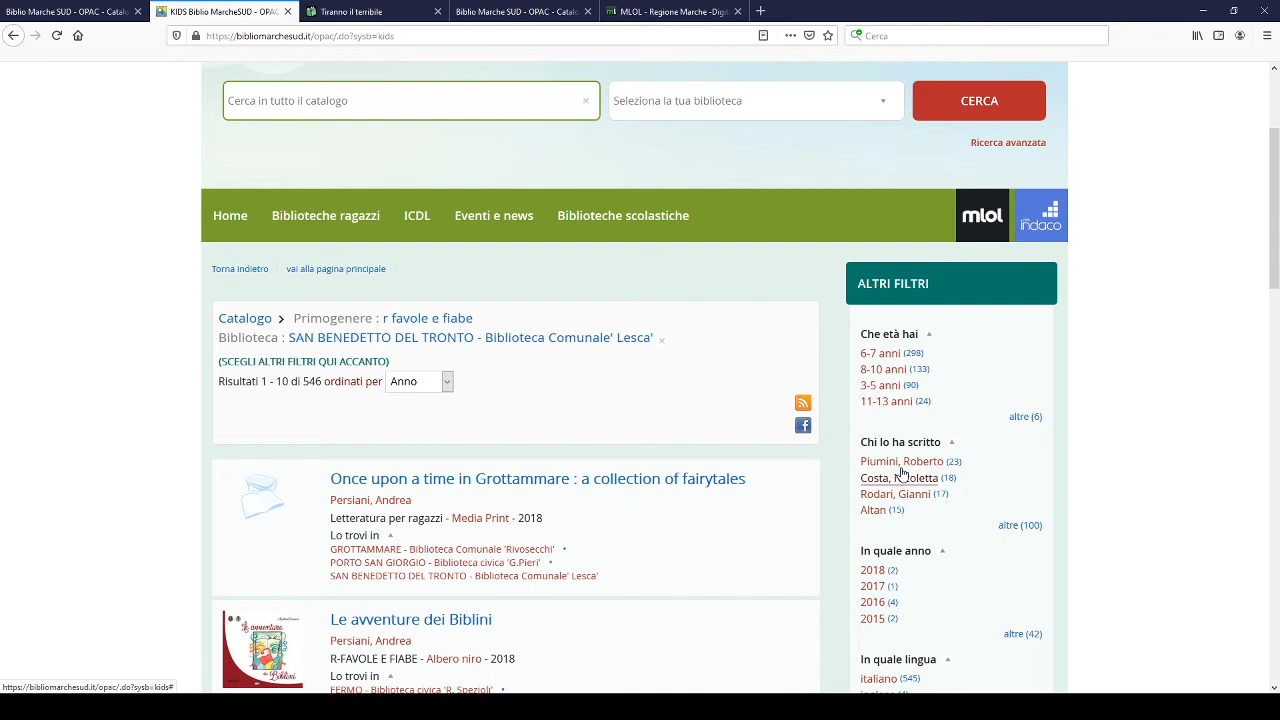 Biblio Marche SUD - OPAC - Catalo
KIDS Biblio MarcheSUD - OPAC -
Tiranno il terribile
Biblio Marche SUD - OPAC - Catalo
MLOL - Regione Marche -Digit
https://bibliomarchesud.it/opac/.do?sysb=kids
Cerca
Cerca in tutto il catalogo
Seleziona la tua biblioteca
CERCA
Ricerca avanzata
Home
Biblioteche ragazzi
ICDL
Eventi e news
Biblioteche scolastiche
mlol
indaco
Torna indietro
vai alla pagina principale
Catalogo > Primogenere : r favole e fiabe
Biblioteca : SAN BENEDETTO DEL TRONTO - Biblioteca Comunale' Lesca'
(SCEGLI ALTRI FILTRI QUI ACCANTO)
Risultati 1 - 10 di 546 ordinati per Anno
Once upon a time in Grottammare : a collection of fairytales
Persiani, Andrea
Letteratura per ragazzi - Media Print - 2018
Lo trovi in
GROTTAMMARE - Biblioteca Comunale 'Rivosecchi'
PORTO SAN GIORGIO - Biblioteca civica 'G.Pieri'
SAN BENEDETTO DEL TRONTO - Biblioteca Comunale' Lesca'
Le avventure dei Biblini
Persiani, Andrea
R-FAVOLE E FIABE - Albero niro - 2018
Lo trovi in
FERMO - Biblioteca civica 'R. Spezioli'
ALTRI FILTRI
Che età hai
6-7 anni (298)
8-10 anni (133)
3-5 anni (90)
11-13 anni (24)
altre (6)
Chi lo ha scritto
Piumini, Roberto (23)
Costa, Nicoletta (18)
Rodari, Gianni (17)
Altan (15)
altre (100)
In quale anno
2018 (2)
2017 (1)
2016 (4)
2015 (2)
altre (42)
In quale lingua
italiano (545)
inglese (4)
https://bibliomarchesud.it/opac/.do?sysb=kids#